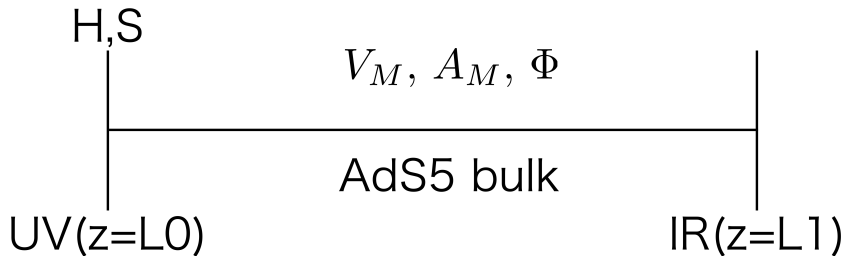 H,S
V_M, A_M, Φ
AdS5 bulk
UV(z=L0)
IR(z=L1)